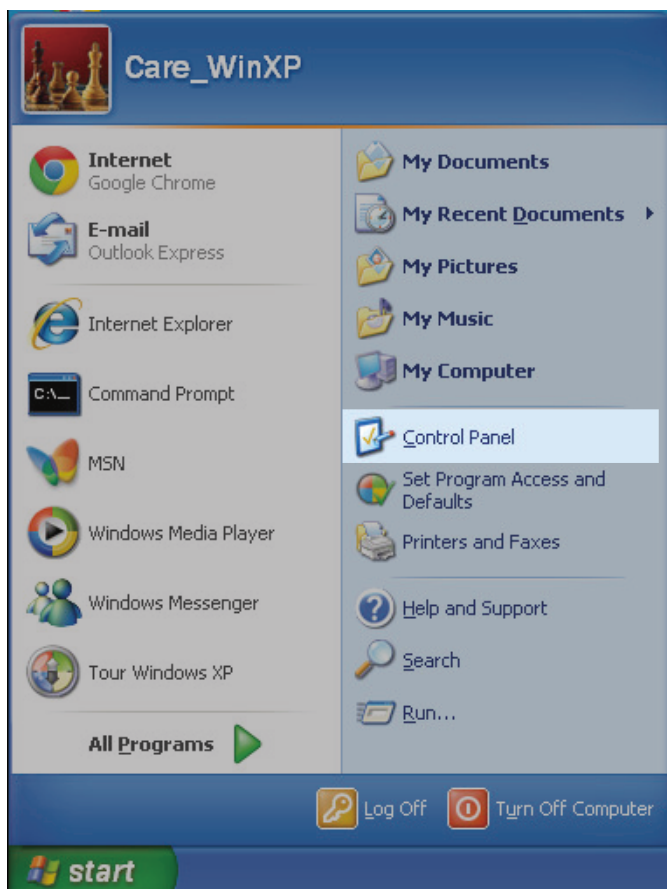 Care_WinXP
Internet
Google Chrome
E-mail
Outlook Express
Internet Explorer
C:\_
Command Prompt
MSN
Windows Media Player
Windows Messenger
Tour Windows XP
All Programs
My Documents
My Recent Documents
My Pictures
My Music
My Computer
Control Panel
Set Program Access and
Defaults
Printers and Faxes
Help and Support
Search
Run...
Log Off
Turn Off Computer
start